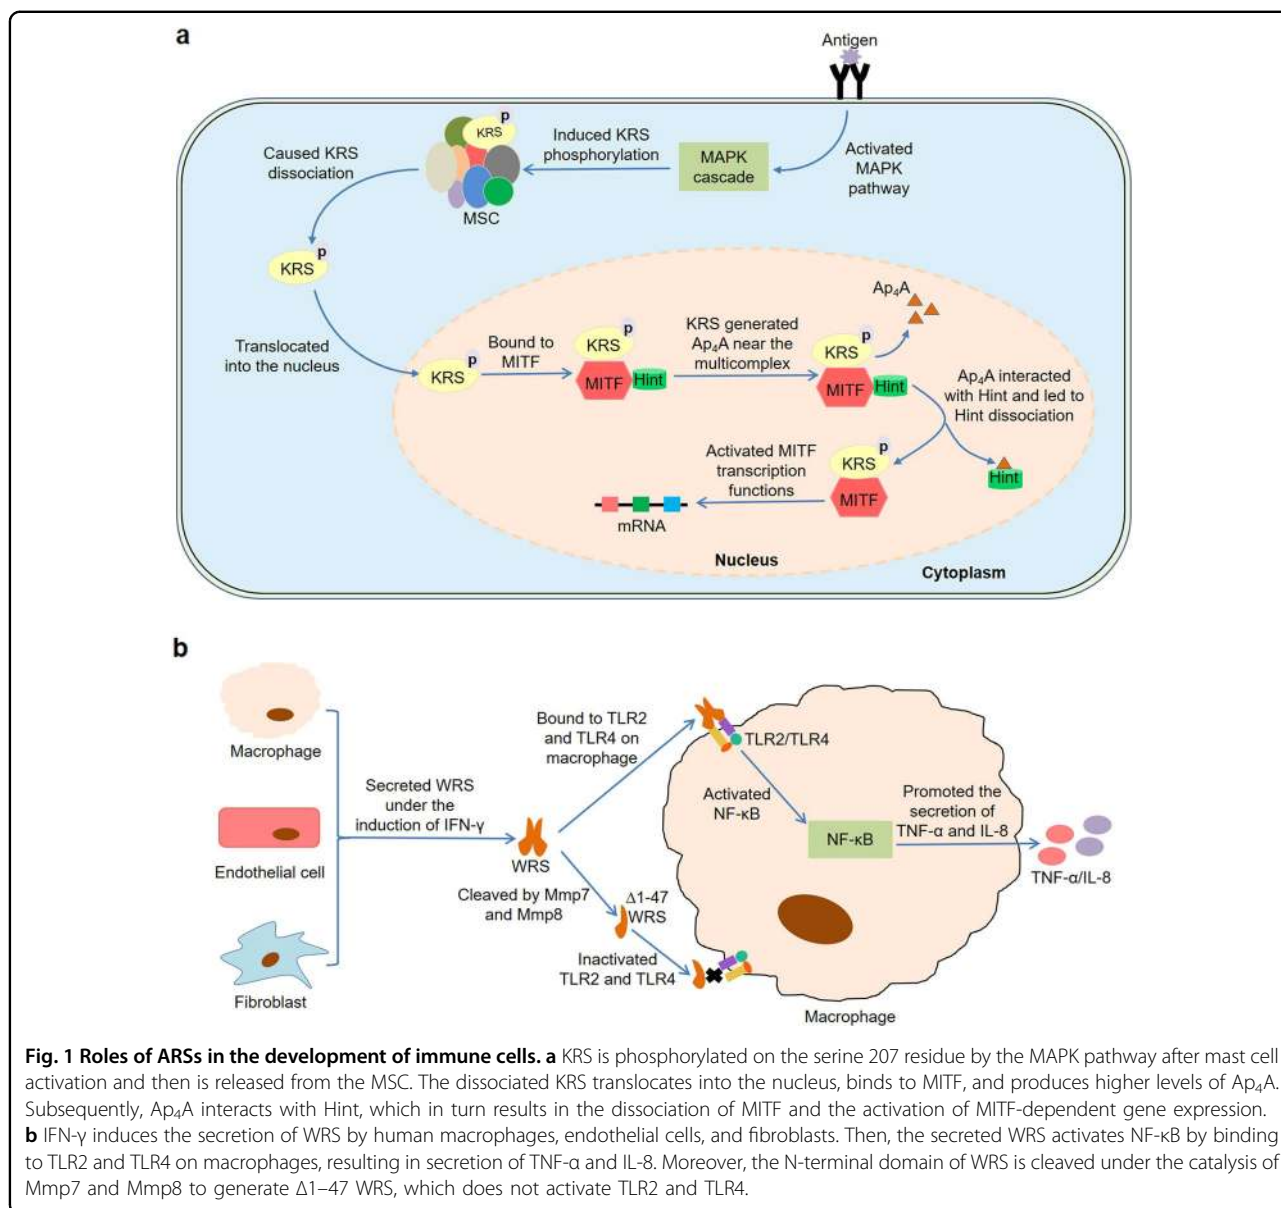 a
Antigen
p
KRS
Induced KRS
phosphorylation
MAPK
cascade
Activated
MAPK
pathway
Caused KRS
dissociation
MSC
p
KRS
Translocated
into the nucleus
p
KRS
Bound to
MITF
p
KRS
MITF
Hint
KRS generated
Ap₄A near the
multicomplex
p
KRS
MITF
Hint
Ap₄A
Ap₄A interacted
with Hint and led to
Hint dissociation
Hint
p
KRS
MITF
Activated MITF
transcription
functions
mRNA
Nucleus
Cytoplasm
b
Macrophage
Endothelial cell
Fibroblast
Secreted WRS
under the
induction of IFN-γ
WRS
Bound to TLR2
and TLR4 on
macrophage
TLR2/TLR4
Activated
NF-κB
NF-κB
Promoted the
secretion of
TNF-α and IL-8
TNF-α/IL-8
Cleaved by Mmp7
and Mmp8
Δ1-47
WRS
Inactivated
TLR2 and TLR4
Macrophage
Fig. 1 Roles of ARSs in the development of immune cells. a KRS is phosphorylated on the serine 207 residue by the MAPK pathway after mast cell
activation and then is released from the MSC. The dissociated KRS translocates into the nucleus, binds to MITF, and produces higher levels of Ap₄A.
Subsequently, Ap₄A interacts with Hint, which in turn results in the dissociation of MITF and the activation of MITF-dependent gene expression.
b IFN-γ induces the secretion of WRS by human macrophages, endothelial cells, and fibroblasts. Then, the secreted WRS activates NF-κB by binding
to TLR2 and TLR4 on macrophages, resulting in secretion of TNF-α and IL-8. Moreover, the N-terminal domain of WRS is cleaved under the catalysis of
Mmp7 and Mmp8 to generate Δ1–47 WRS, which does not activate TLR2 and TLR4.